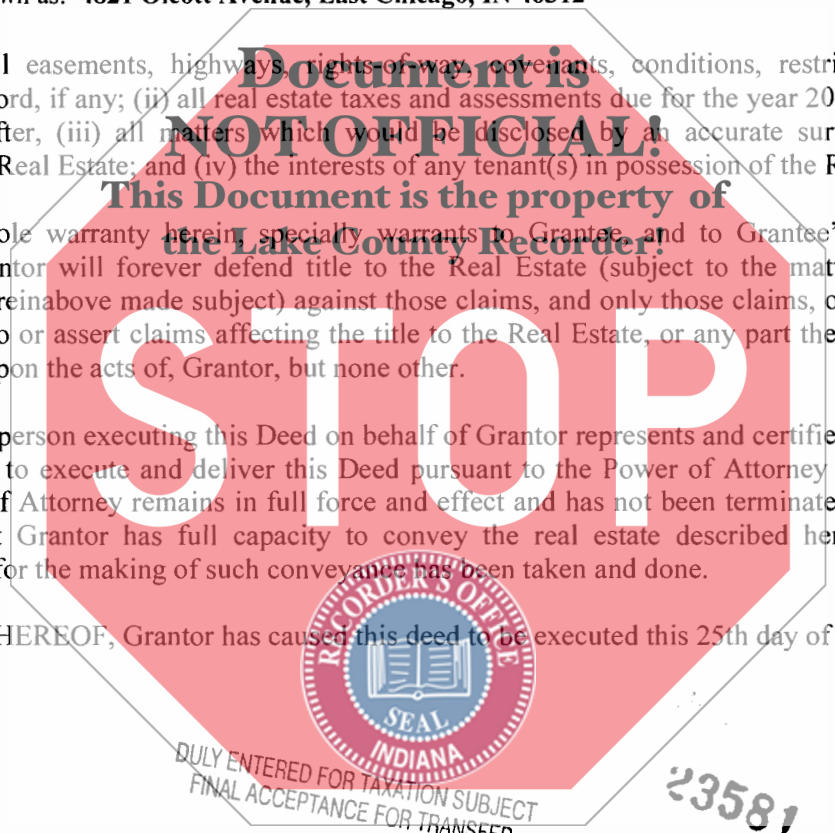 4821 Olcott Avenue, East Chicago, IN 46312
l easements, highways, rights-of-way, covenants, conditions, restri
ord, if any; (ii) all real estate taxes and assessments due for the year 20
fter, (iii) all matters which would be disclosed by an accurate sur
Real Estate; and (iv) the interests of any tenant(s) in possession of the R
Document is
NOT OFFICIAL!
This Document is the property of
the Lake County Recorder!
ole warranty herein, specially warrants to Grantee, and to Grantee'
ntor will forever defend title to the Real Estate (subject to the mat
reinabove made subject) against those claims, and only those claims, o
o or assert claims affecting the title to the Real Estate, or any part the
pon the acts of, Grantor, but none other.
STOP
person executing this Deed on behalf of Grantor represents and certifie
to execute and deliver this Deed pursuant to the Power of Attorney
f Attorney remains in full force and effect and has not been terminate
t Grantor has full capacity to convey the real estate described her
for the making of such conveyance has been taken and done.
HEREOF, Grantor has caused this deed to be executed this 25th day of
RECORDER'S OFFICE
SEAL
INDIANA
DULY ENTERED FOR TAXATION SUBJECT
FINAL ACCEPTANCE FOR TRANSFER
23581